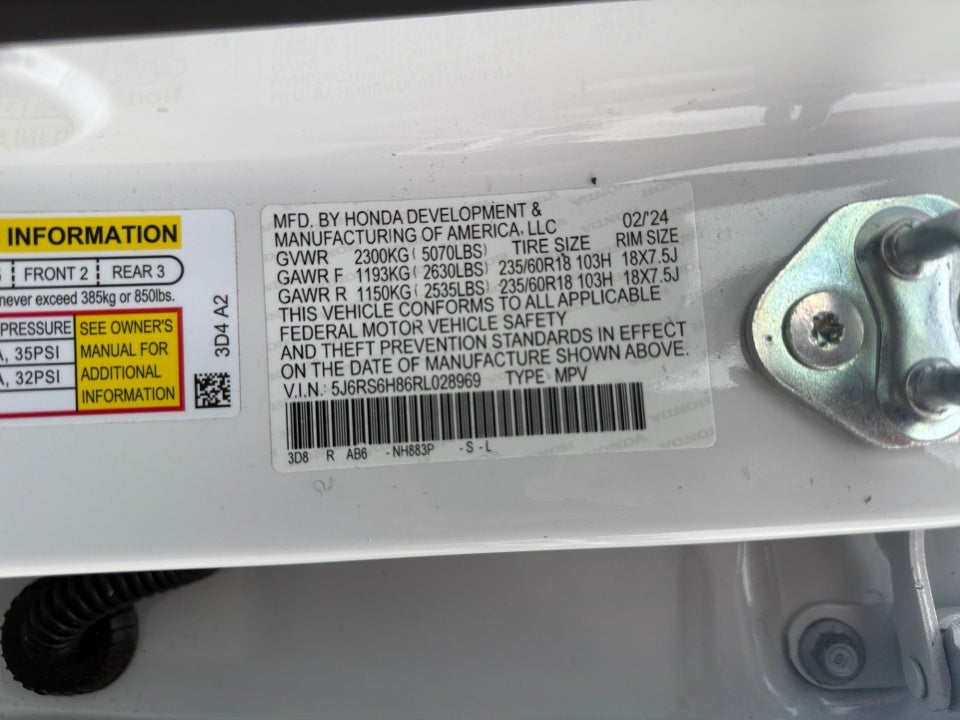 INFORMATION
FRONT 2 REAR 3
never exceed 385kg or 850lbs.
PRESSURE
, 35PSI
, 32PSI
SEE OWNER'S
MANUAL FOR
ADDITIONAL
INFORMATION
3D4 A2
MFD. BY HONDA DEVELOPMENT &
MANUFACTURING OF AMERICA, LLC 02/'24
GVWR 2300KG ( 5070LBS) TIRE SIZE RIM SIZE
GAWR F 1193KG ( 2630LBS) 235/60R18 103H 18X7.5J
GAWR R 1150KG ( 2535LBS) 235/60R18 103H 18X7.5J
THIS VEHICLE CONFORMS TO ALL APPLICABLE
FEDERAL MOTOR VEHICLE SAFETY
AND THEFT PREVENTION STANDARDS IN EFFECT
ON THE DATE OF MANUFACTURE SHOWN ABOVE.
V.I.N.: 5J6RS6H86RL028969 TYPE: MPV
3D8 R AB6 -NH883P -S -L